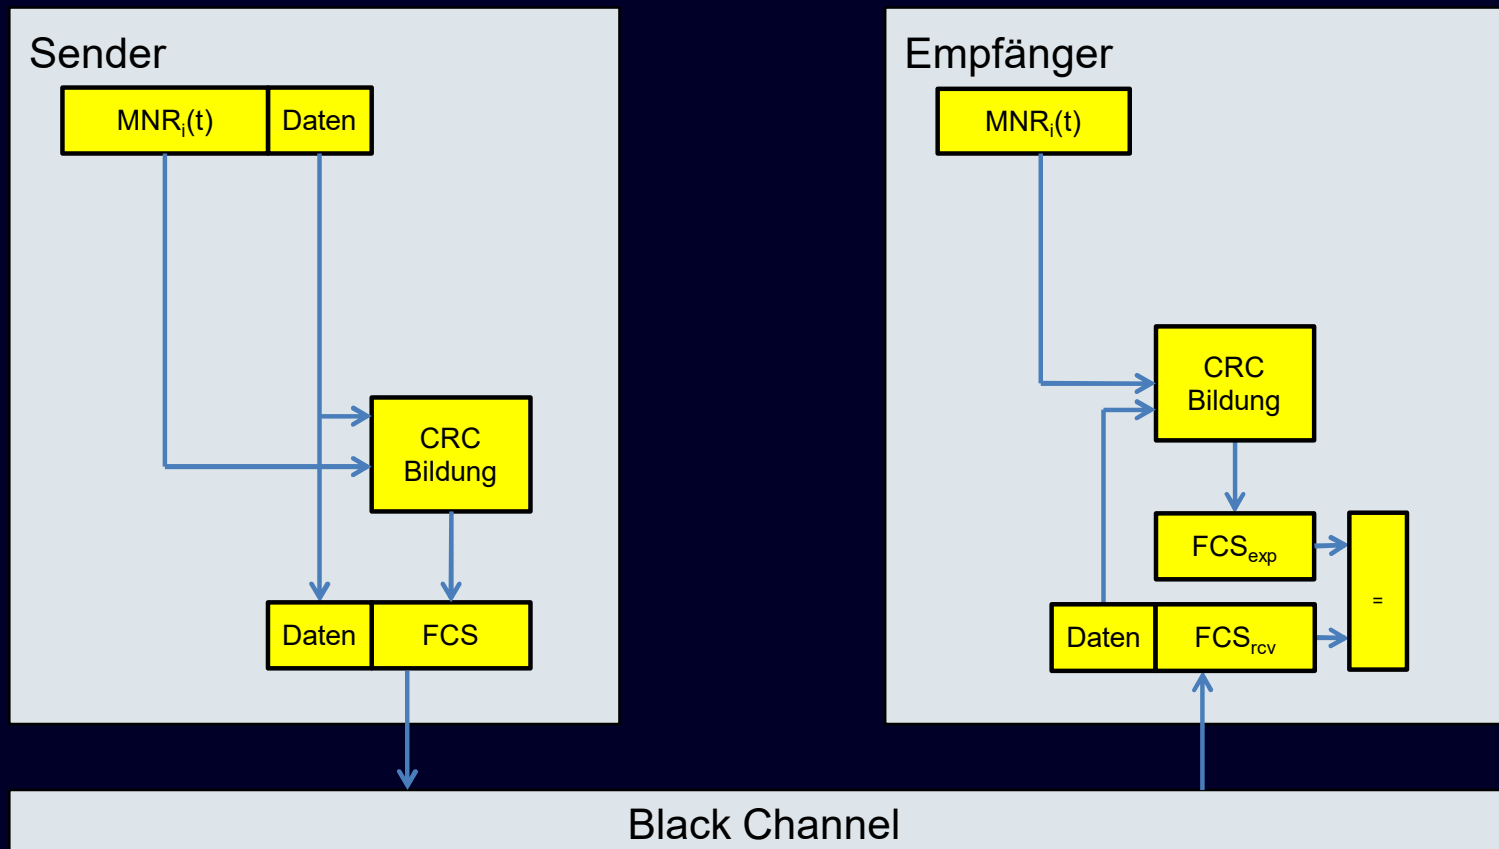 Sender
MNRᵢ(t) Daten
CRC
Bildung
Daten FCS
Empfänger
MNRᵢ(t)
CRC
Bildung
FCSexp
=
Daten FCSrcv
Black Channel